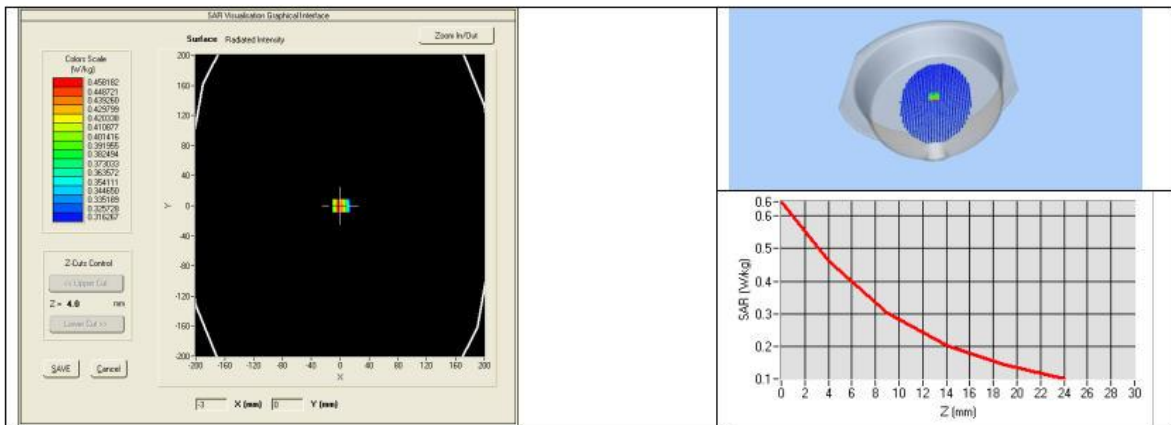 SAR Visualisation Graphical Interface
Surface Radiated Intensity
Zoom In/Out
Colors Scale
(W/kg)
0.458182
0.448721
0.439260
0.429799
0.420338
0.410877
0.401416
0.391955
0.382494
0.373033
0.363572
0.354111
0.344650
0.335189
0.325728
0.316267
200
160
120
80
40
0
-40
-80
-120
-160
-200
Y
-200 -160 -120 -80 -40 0 40 80 120 160 200
X
Z-Cuts Control
<< Upper Cut
Z = 4.0 mm
Lower Cut >>
SAVE Cancel
-3 X (mm) 0 Y (mm)
0.6
0.6
0.5
0.4
0.3
0.2
0.1
SAR (W/kg)
0 2 4 6 8 10 12 14 16 18 20 22 24 26 28 30
Z (mm)